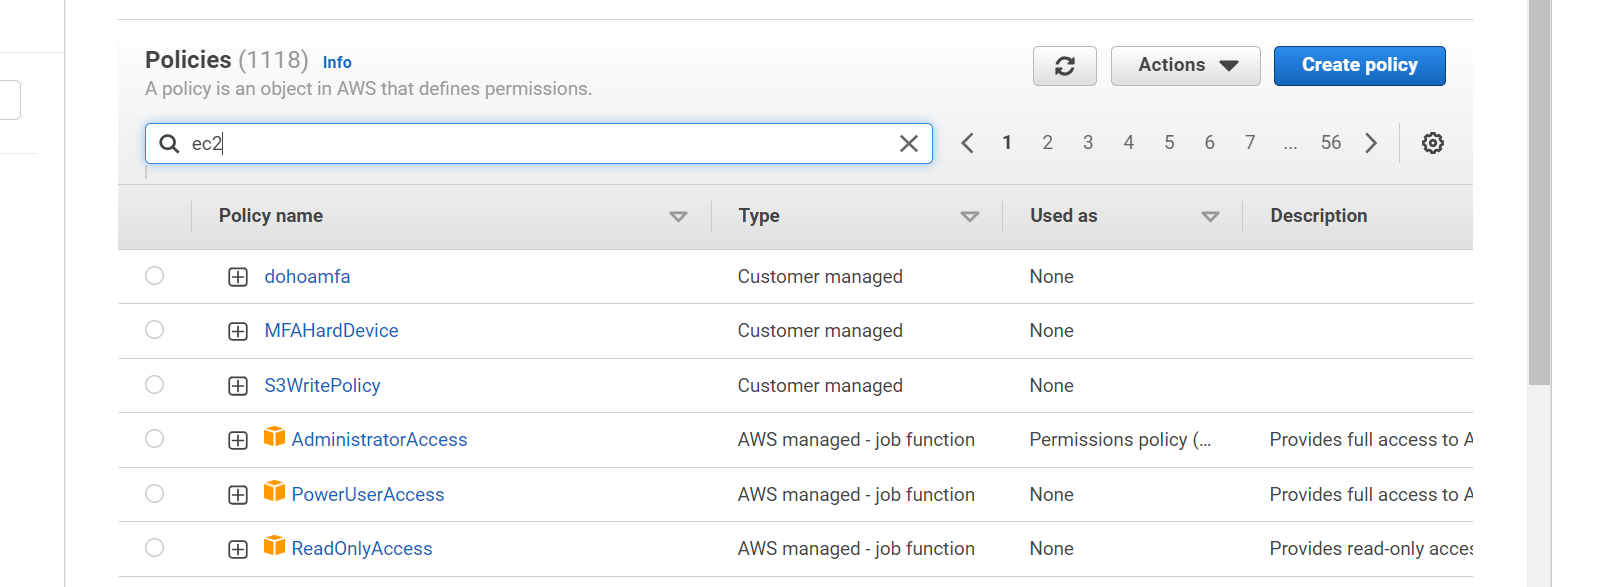 Policies (1118) Info
A policy is an object in AWS that defines permissions.
Actions
Create policy
ec2
1 2 3 4 5 6 7 ... 56
Policy name Type Used as Description
dohoamfa Customer managed None
MFAHardDevice Customer managed None
S3WritePolicy Customer managed None
AdministratorAccess AWS managed - job function Permissions policy (... Provides full access to A
PowerUserAccess AWS managed - job function None Provides full access to A
ReadOnlyAccess AWS managed - job function None Provides read-only acces